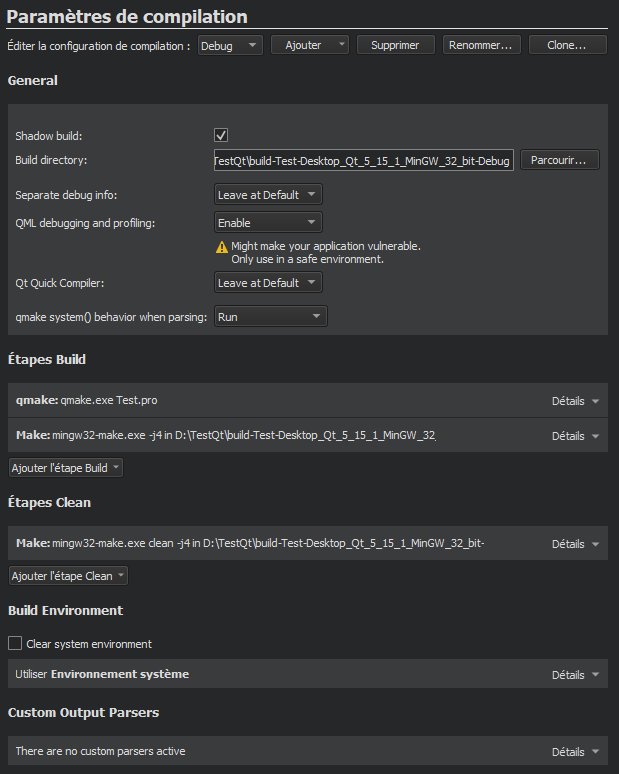 Paramètres de compilation
Éditer la configuration de compilation : Debug Ajouter Supprimer Renommer... Clone...
General
Shadow build:
Build directory: TestQt\build-Test-Desktop_Qt_5_15_1_MinGW_32_bit-Debug Parcourir...
Separate debug info: Leave at Default
QML debugging and profiling: Enable
Might make your application vulnerable.
Only use in a safe environment.
Qt Quick Compiler: Leave at Default
qmake system() behavior when parsing: Run
Étapes Build
qmake: qmake.exe Test.pro Détails
Make: mingw32-make.exe -j4 in D:\TestQt\build-Test-Desktop_Qt_5_15_1_MinGW_32_ Détails
Ajouter l'étape Build
Étapes Clean
Make: mingw32-make.exe clean -j4 in D:\TestQt\build-Test-Desktop_Qt_5_15_1_MinGW_32_bit- Détails
Ajouter l'étape Clean
Build Environment
Clear system environment
Utiliser Environnement système Détails
Custom Output Parsers
There are no custom parsers active Détails